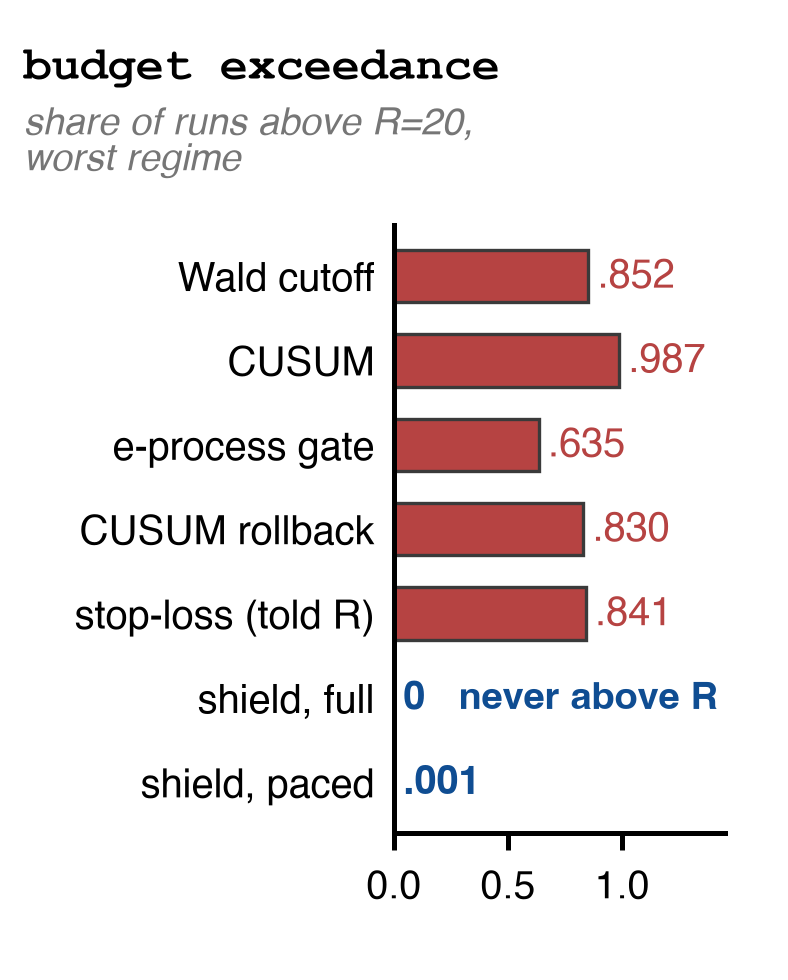 budget exceedance
share of runs above R=20,
worst regime
Wald cutoff .852
CUSUM .987
e-process gate .635
CUSUM rollback .830
stop-loss (told R) .841
shield, full 0 never above R
shield, paced .001
0.0 0.5 1.0